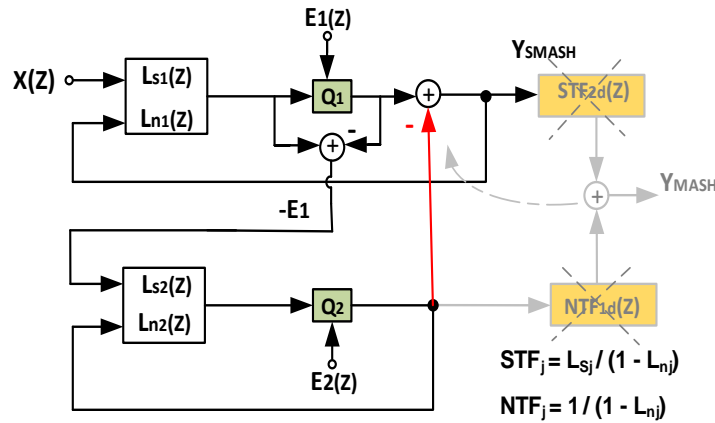 E1(Z)
YSMASH
X(Z)
Ls1(Z)
Ln1(Z)
Q1
+
-
STF2d(Z)
-
+
+
YMASH
-E1
Ls2(Z)
Ln2(Z)
Q2
NTF1d(Z)
E2(Z)
STFj = LSj / (1 - Lnj)
NTFj = 1 / (1 - Lnj)